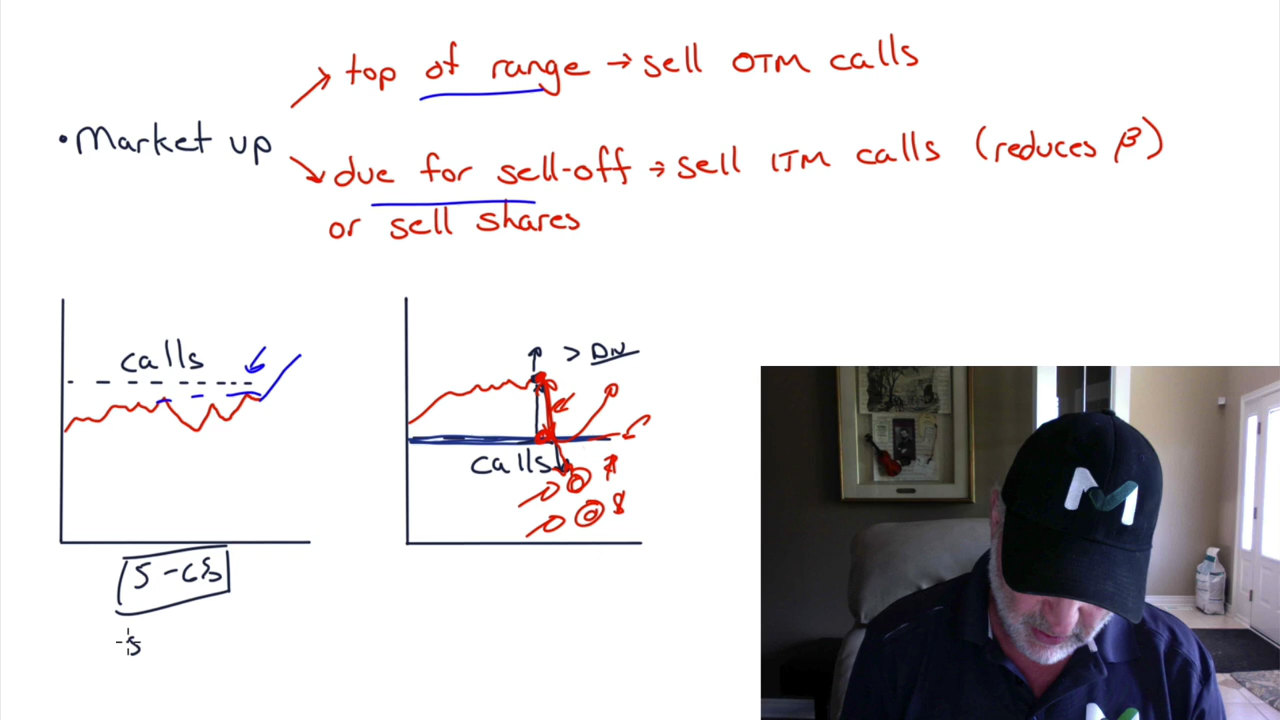 top of range → sell OTM calls
• Market up
due for sell-off → sell ITM calls (reduces β)
or sell shares
calls
> DN
calls